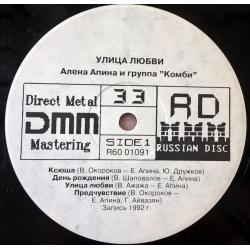 УЛИЦА ЛЮБВИ
Алена Апина и группа "Комби"
Direct Metal
DMM
Mastering
33
SIDE 1
R60 01091
RD
RUSSIAN DISC
Ксюша (В. Окороков — Е. Апина, Ю. Дружков)
День рождения (В. Шаповалов — Е. Апина)
Улица любви (В. Ажажа — Е. Апина)
Предчувствие (В. Окороков —
Е. Апина, Г. Айвазян)
Запись 1992 г.